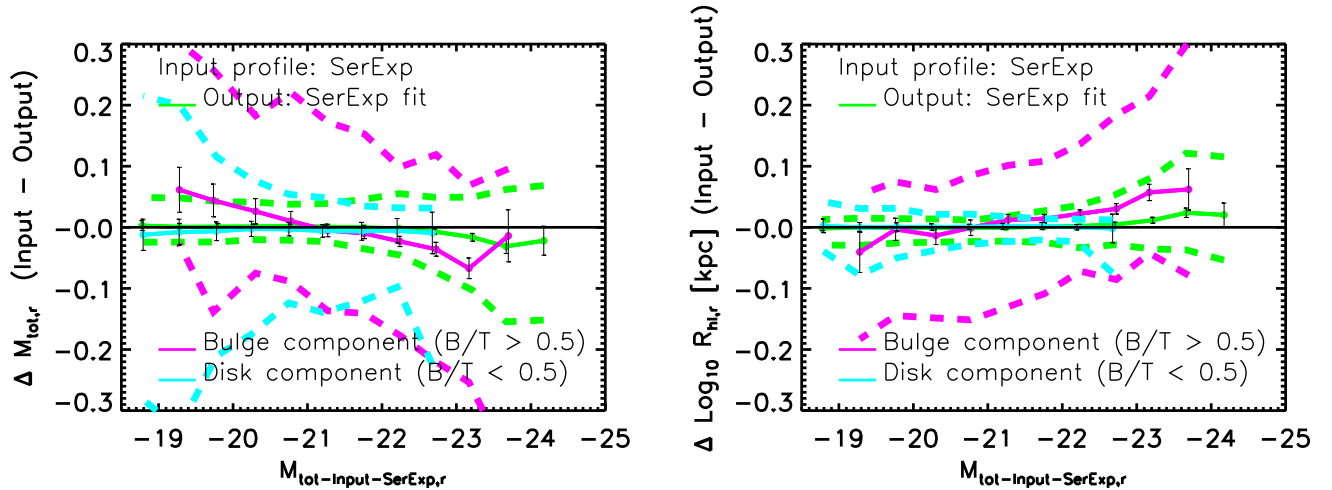 Δ M_tot,r (Input − Output)
0.3
0.2
0.1
−0.0
−0.1
−0.2
−0.3
Input profile: SerExp
Output: SerExp fit
Bulge component (B/T > 0.5)
Disk component (B/T < 0.5)
−19 −20 −21 −22 −23 −24 −25
M_tot−Input−SerExp,r
Δ Log₁₀ R_hl,r [kpc] (Input − Output)
0.3
0.2
0.1
−0.0
−0.1
−0.2
−0.3
Input profile: SerExp
Output: SerExp fit
Bulge component (B/T > 0.5)
Disk component (B/T < 0.5)
−19 −20 −21 −22 −23 −24 −25
M_tot−Input−SerExp,r